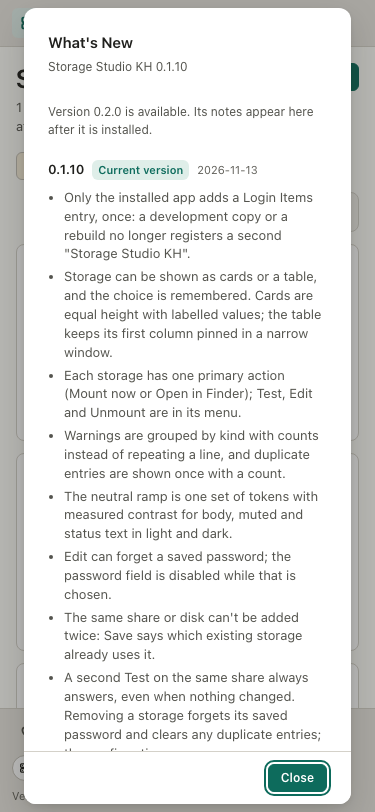 What's New
Storage Studio KH 0.1.10
Version 0.2.0 is available. Its notes appear here
after it is installed.
0.1.10 Current version 2026-11-13
• Only the installed app adds a Login Items
entry, once: a development copy or a
rebuild no longer registers a second
"Storage Studio KH".
• Storage can be shown as cards or a table,
and the choice is remembered. Cards are
equal height with labelled values; the table
keeps its first column pinned in a narrow
window.
• Each storage has one primary action
(Mount now or Open in Finder); Test, Edit
and Unmount are in its menu.
• Warnings are grouped by kind with counts
instead of repeating a line, and duplicate
entries are shown once with a count.
• The neutral ramp is one set of tokens with
measured contrast for body, muted and
status text in light and dark.
• Edit can forget a saved password; the
password field is disabled while that is
chosen.
• The same share or disk can't be added
twice: Save says which existing storage
already uses it.
• A second Test on the same share always
answers, even when nothing changed.
Removing a storage forgets its saved
password and clears any duplicate entries;
Close